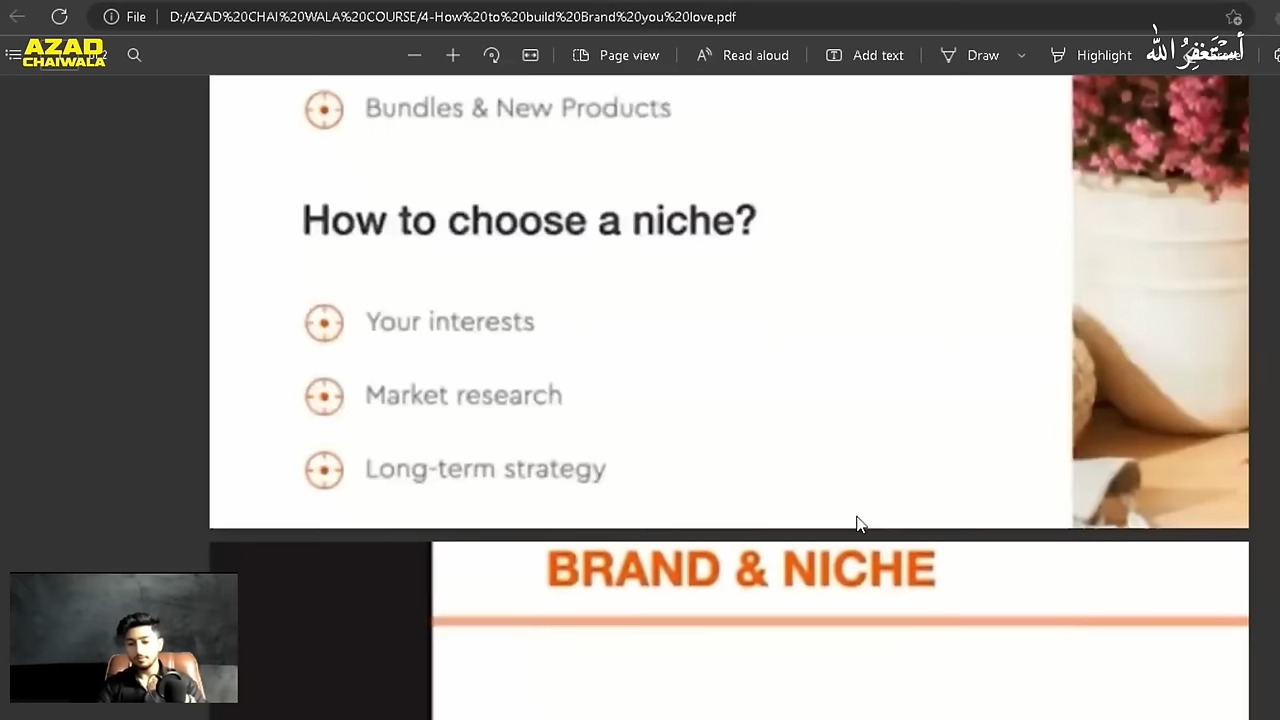 File
D:/AZAD%20CHAI%20WALA%20COURSE/4-How%20to%20build%20Brand%20you%20love.pdf
AZAD
CHAIWALA
Page view
Read aloud
Add text
Draw
Highlight
أستغفر الله
Bundles & New Products
How to choose a niche?
Your interests
Market research
Long-term strategy
BRAND & NICHE